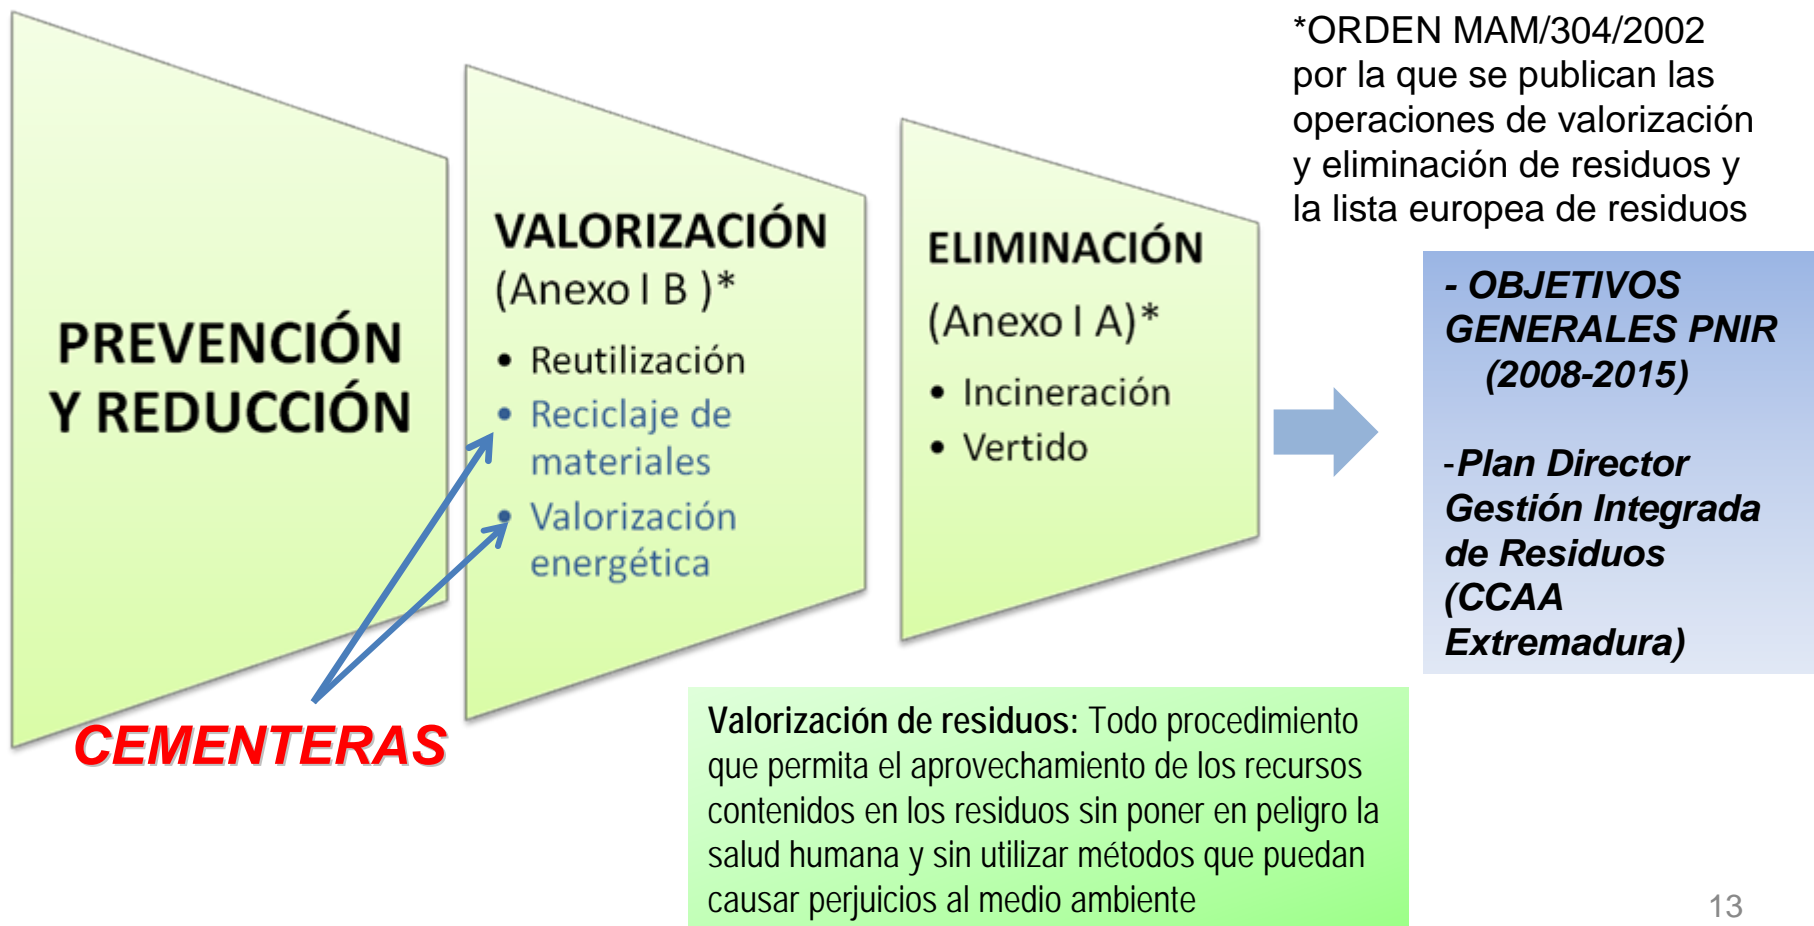 PREVENCIÓN
Y REDUCCIÓN
VALORIZACIÓN
(Anexo I B )*
• Reutilización
• Reciclaje de
materiales
• Valorización
energética
ELIMINACIÓN
(Anexo I A)*
• Incineración
• Vertido
*ORDEN MAM/304/2002
por la que se publican las
operaciones de valorización
y eliminación de residuos y
la lista europea de residuos
- OBJETIVOS
GENERALES PNIR
(2008-2015)
-Plan Director
Gestión Integrada
de Residuos
(CCAA
Extremadura)
CEMENTERAS
Valorización de residuos: Todo procedimiento
que permita el aprovechamiento de los recursos
contenidos en los residuos sin poner en peligro la
salud humana y sin utilizar métodos que puedan
causar perjuicios al medio ambiente
13